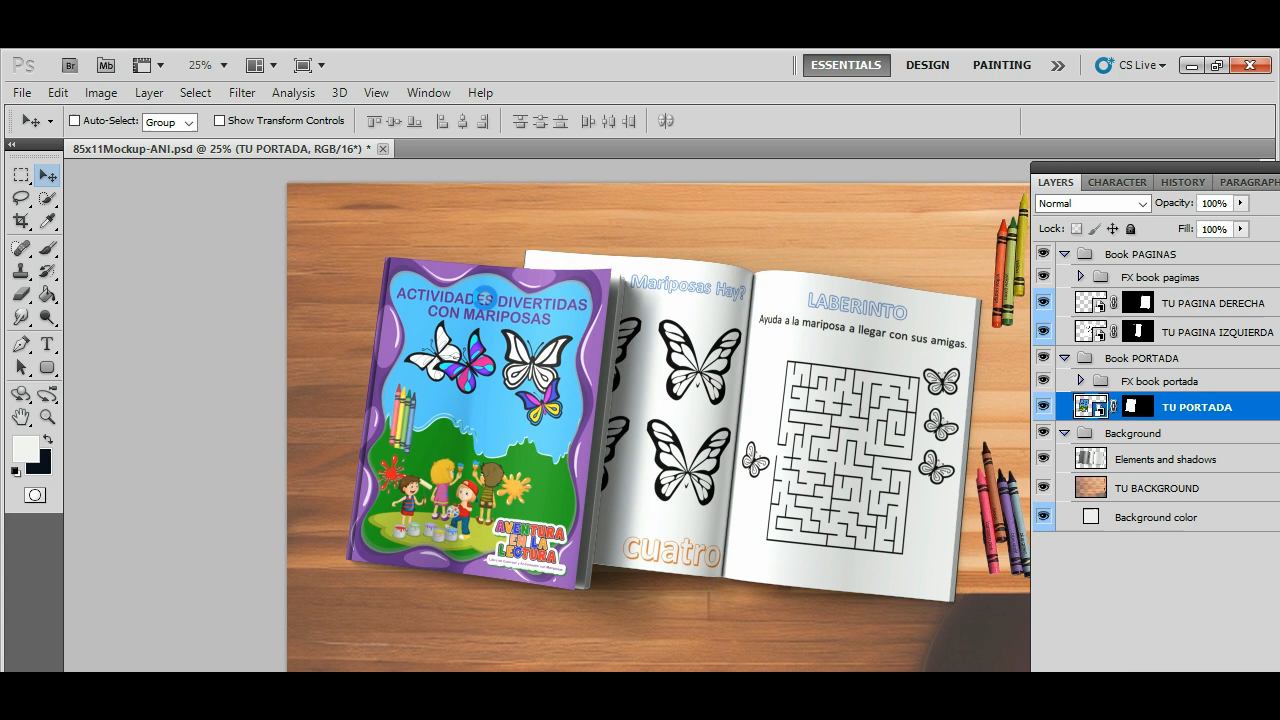 Ps Br Mb 25% ESSENTIALS DESIGN PAINTING CS Live
File Edit Image Layer Select Filter Analysis 3D View Window Help
Auto-Select: Group Show Transform Controls
85x11Mockup-ANI.psd @ 25% (TU PORTADA, RGB/16*) *
LAYERS CHARACTER HISTORY PARAGRAPH
Normal Opacity: 100%
Lock: Fill: 100%
Book PAGINAS
FX book pagimas
TU PAGINA DERECHA
TU PAGINA IZQUIERDA
Book PORTADA
FX book portada
TU PORTADA
Background
Elements and shadows
TU BACKGROUND
Background color
ACTIVIDADES DIVERTIDAS
CON MARIPOSAS
AVENTURA
EN LA
LECTURA
Mariposas Hay?
cuatro
LABERINTO
Ayuda a la mariposa a llegar con sus amigas.